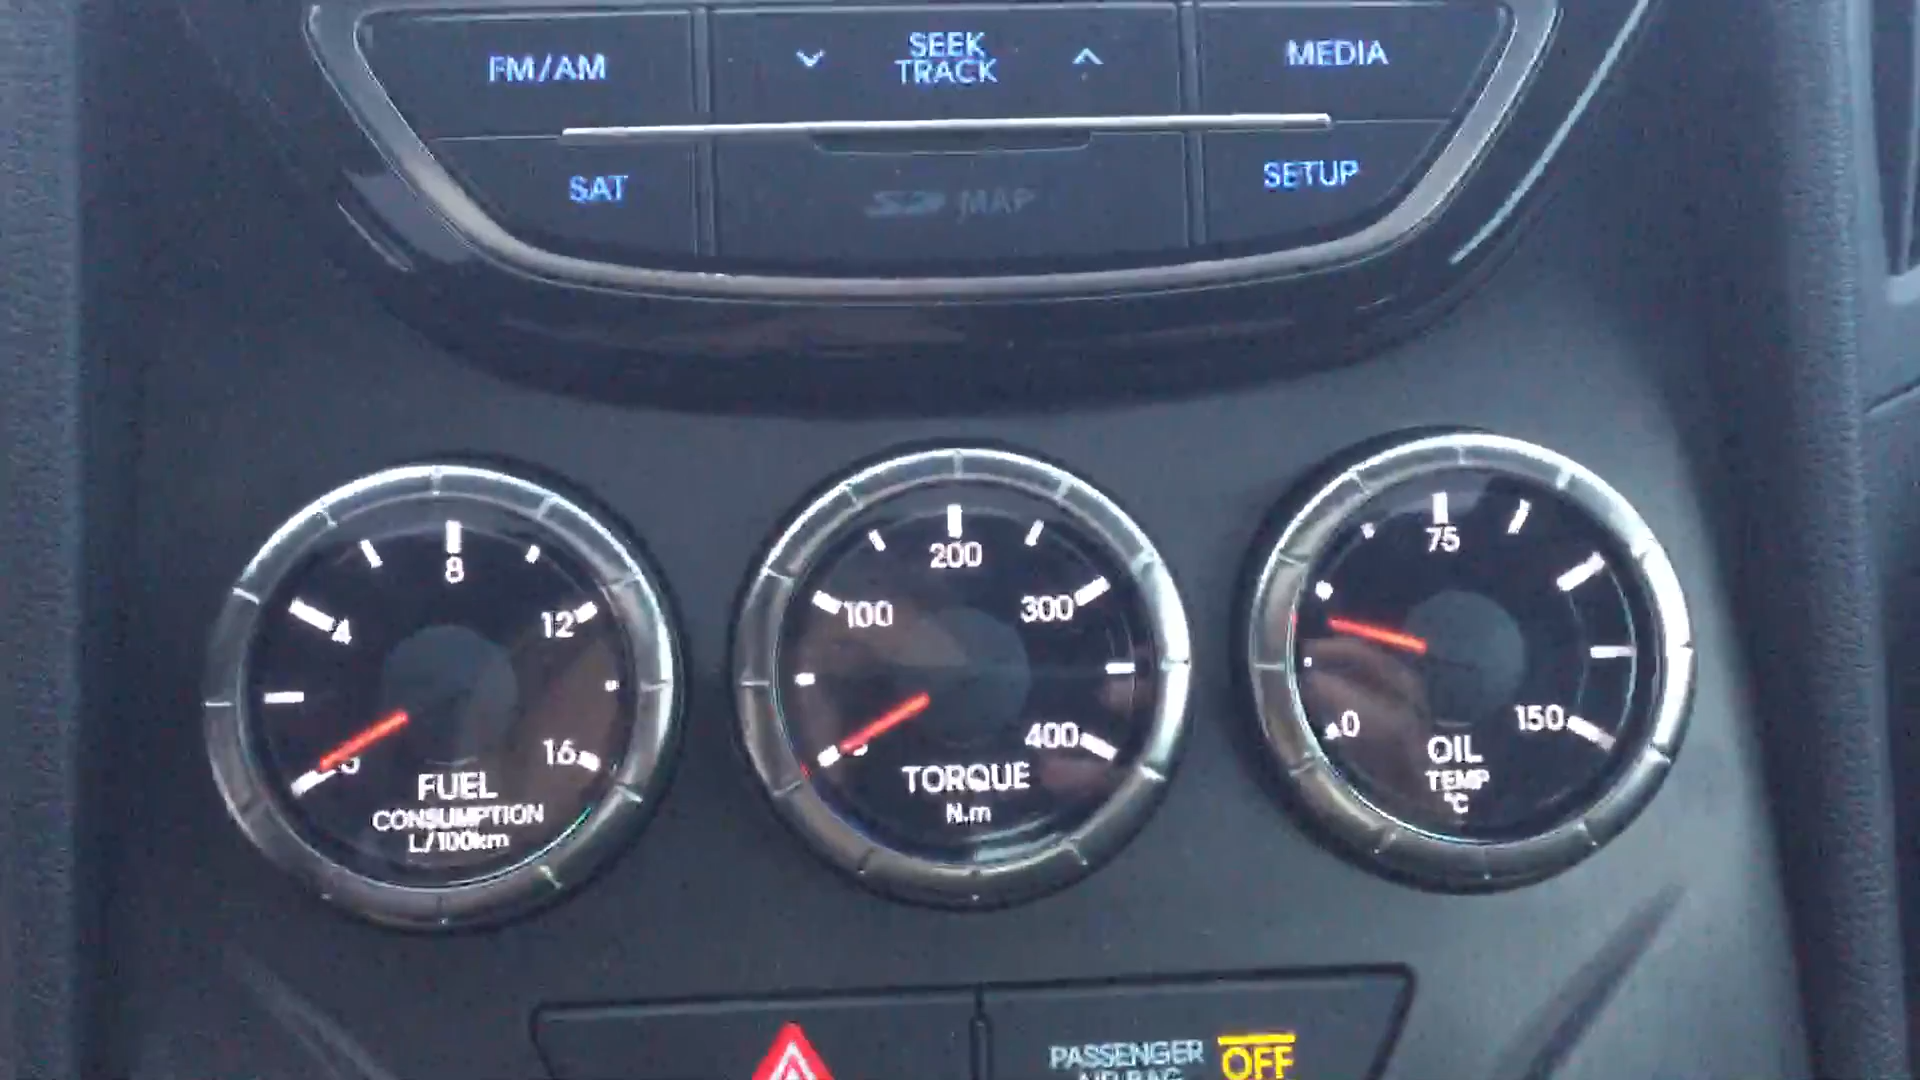 FM/AM
SEEK
TRACK
MEDIA
SAT
MAP
SETUP
8
4
12
16
FUEL
CONSUMPTION
L/100km
200
100
300
400
TORQUE
N.m
75
0
150
OIL
TEMP
°C
PASSENGER
OFF